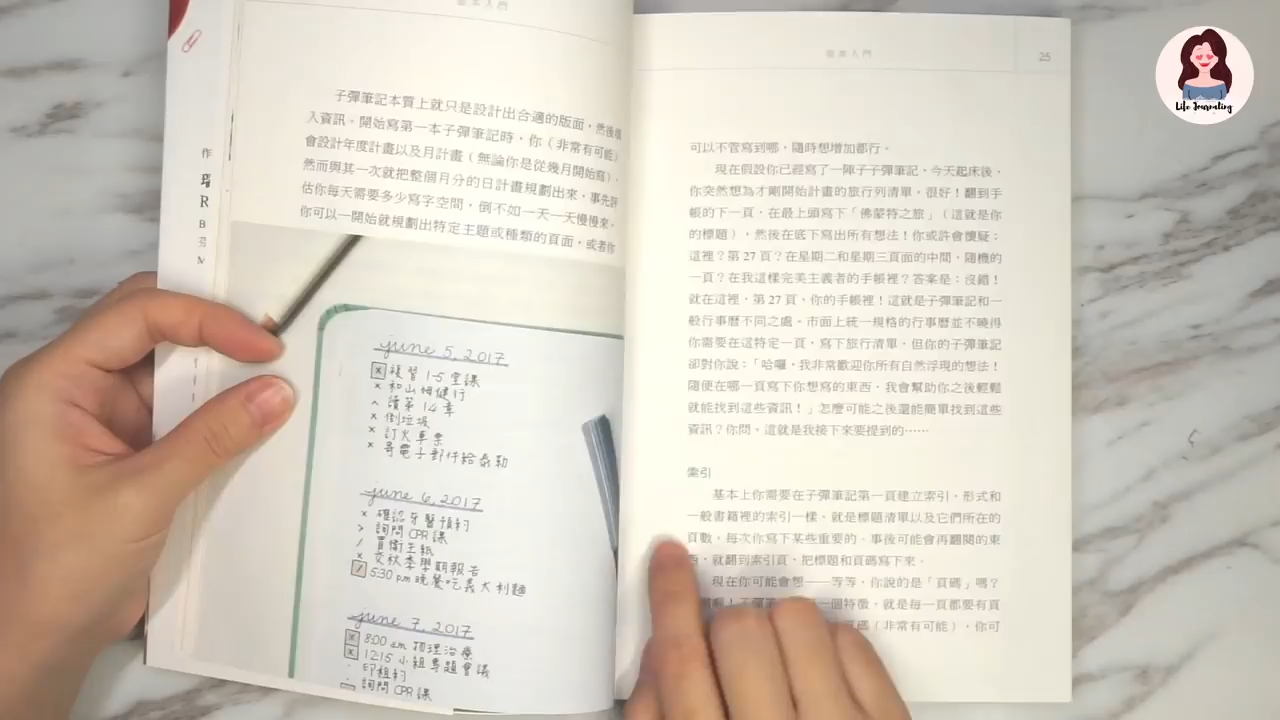 基本入門
子彈筆記本質上就只是設計出合適的版面，然後填
入資訊。開始寫第一本子彈筆記時，你（非常有可能）
會設計年度計畫以及月計畫（無論你是從幾月開始寫），
然而與其一次就把整個月分的日計畫規劃出來，事先評
估你每天需要多少寫字空間，倒不如一天一天慢慢來。
你可以一開始就規劃出特定主題或種類的頁面，或者你
作
R
B
june 5, 2017
x 複習 1-5 堂課
x 和山姆健行
^ 讀第 14 章
x 倒垃圾
x 訂火車票
x 寄電子郵件給泰勒
june 6, 2017
x 確認牙醫預約
> 詢問 CPR 課
/ 買衛生紙
x 交秋季學期報告
/ 5:30 pm 晚餐吃義大利麵
june 7, 2017
x 8:00 am 物理治療
x 12:15 小組專題會議
· 印租約
· 詢問 CPR 課
基本入門
25
可以不管寫到哪，隨時想增加都行。
現在假設你已經寫了一陣子子彈筆記，今天起床後，
你突然想為才剛開始計畫的旅行列清單，很好！翻到手
帳的下一頁，在最上頭寫下「佛蒙特之旅」（這就是你
的標題），然後在底下寫出所有想法！你或許會懷疑：
這裡？第 27 頁？在星期二和星期三頁面的中間，隨機的
一頁？在我這樣完美主義者的手帳裡？答案是：沒錯！
就在這裡，第 27 頁，你的手帳裡！這就是子彈筆記和一
般行事曆不同之處。市面上統一規格的行事曆並不曉得
你需要在這特定一頁，寫下旅行清單，但你的子彈筆記
卻對你說：「哈囉，我非常歡迎你所有自然浮現的想法！
隨便在哪一頁寫下你想寫的東西，我會幫助你之後輕鬆
就能找到這些資訊！」怎麼可能之後還能簡單找到這些
資訊？你問。這就是我接下來要提到的……
索引
基本上你需要在子彈筆記第一頁建立索引，形式和
一般書籍裡的索引一樣，就是標題清單以及它們所在的
頁數。每次你寫下某些重要的，事後可能會再翻閱的東
西，就翻到索引頁，把標題和頁碼寫下來。
現在你可能會想——等等，你說的是「頁碼」嗎？
一個特徵，就是每一頁都要有頁
頁碼（非常有可能），你可
Life Journaling